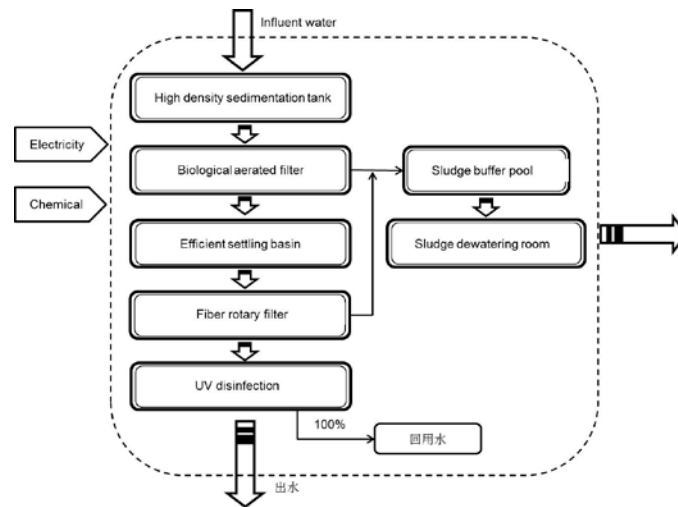 Influent water
High density sedimentation tank
Electricity
Biological aerated filter
Sludge buffer pool
Chemical
Efficient settling basin
Sludge dewatering room
Fiber rotary filter
UV disinfection
100%
回用水
出水